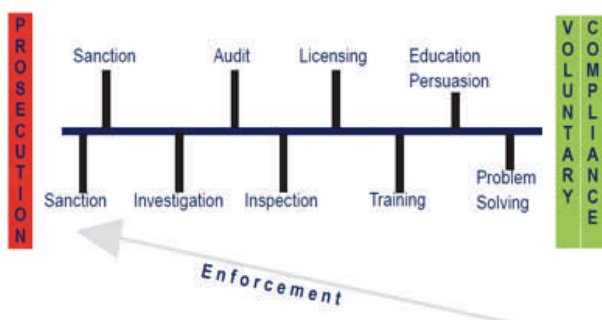 PROSECUTION
Sanction
Audit
Licensing
Education
Persuasion
Sanction
Investigation
Inspection
Training
Problem
Solving
Enforcement
VOLUNTARY
COMPLIANCE